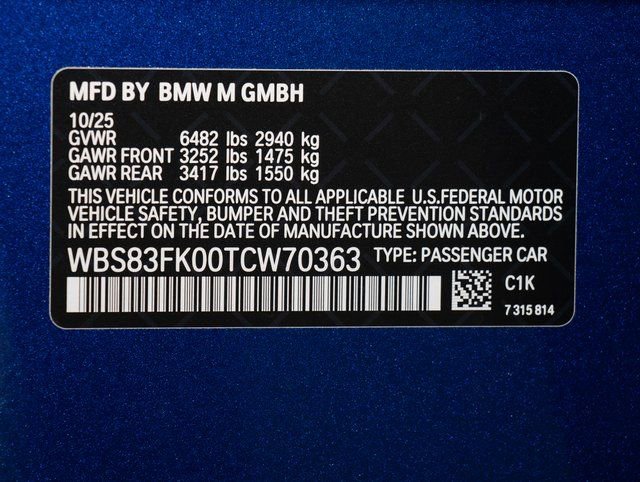 MFD BY BMW M GMBH
10/25
GVWR 6482 lbs 2940 kg
GAWR FRONT 3252 lbs 1475 kg
GAWR REAR 3417 lbs 1550 kg
THIS VEHICLE CONFORMS TO ALL APPLICABLE U.S.FEDERAL MOTOR
VEHICLE SAFETY, BUMPER AND THEFT PREVENTION STANDARDS
IN EFFECT ON THE DATE OF MANUFACTURE SHOWN ABOVE.
WBS83FK00TCW70363 TYPE: PASSENGER CAR
C1K
7 315 814